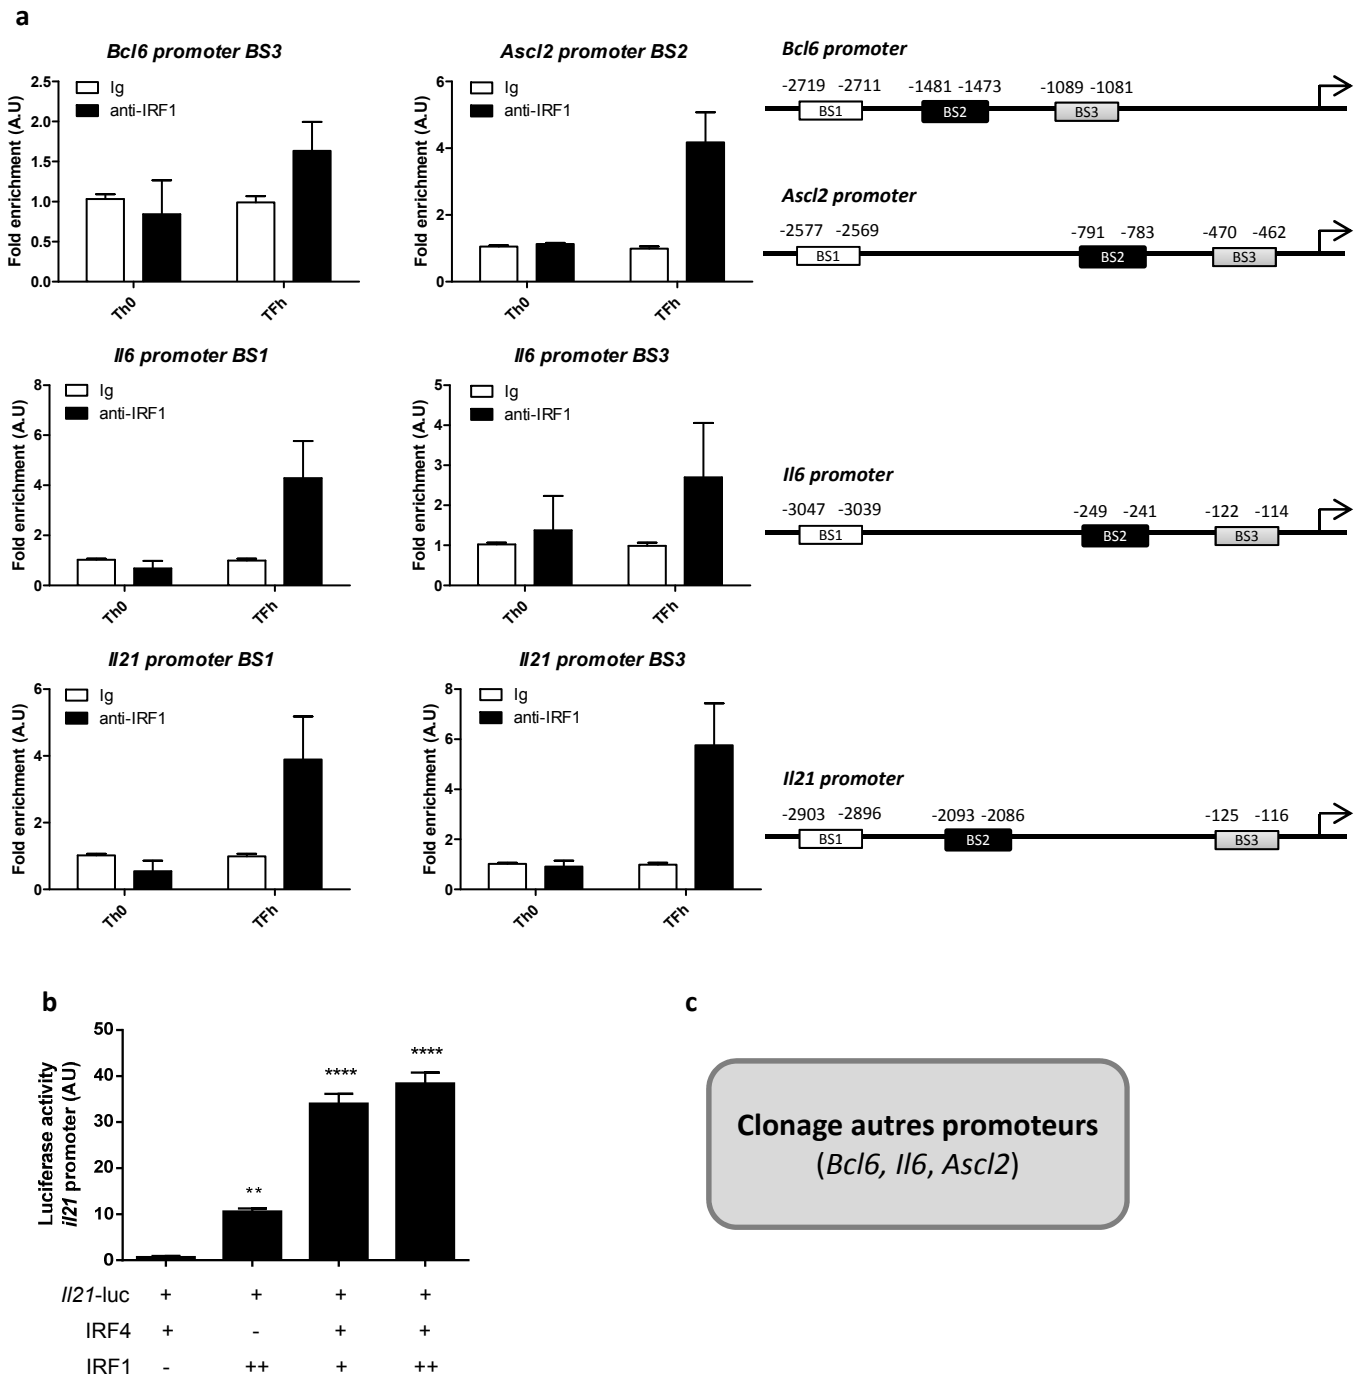 a
Bcl6 promoter BS3
Fold enrichment (A.U)
2.5
2.0
1.5
1.0
0.5
0.0
Ig
anti-IRF1
Th0
TFh
Ascl2 promoter BS2
Fold enrichment (A.U)
6
4
2
0
Ig
anti-IRF1
Th0
TFh
Bcl6 promoter
-2719 -2711 -1481 -1473 -1089 -1081
BS1 BS2 BS3
Ascl2 promoter
-2577 -2569 -791 -783 -470 -462
BS1 BS2 BS3
Il6 promoter BS1
Fold enrichment (A.U)
8
6
4
2
0
Ig
anti-IRF1
Th0
TFh
Il6 promoter BS3
Fold enrichment (A.U)
5
4
3
2
1
0
Ig
anti-IRF1
Th0
TFh
Il6 promoter
-3047 -3039 -249 -241 -122 -114
BS1 BS2 BS3
Il21 promoter BS1
Fold enrichment (A.U)
6
4
2
0
Ig
anti-IRF1
Th0
TFh
Il21 promoter BS3
Fold enrichment (A.U)
8
6
4
2
0
Ig
anti-IRF1
Th0
TFh
Il21 promoter
-2903 -2896 -2093 -2086 -125 -116
BS1 BS2 BS3
b
Luciferase activity
il21 promoter (AU)
50
40
30
20
10
0
**
****
****
Il21-luc + + + +
IRF4 + - + +
IRF1 - ++ + ++
c
Clonage autres promoteurs
(Bcl6, Il6, Ascl2)